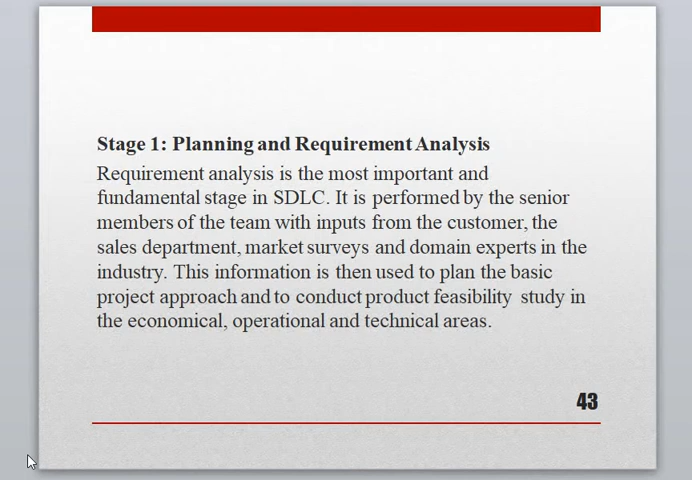 Stage 1: Planning and Requirement Analysis
Requirement analysis is the most important and
fundamental stage in SDLC. It is performed by the senior
members of the team with inputs from the customer, the
sales department, market surveys and domain experts in the
industry. This information is then used to plan the basic
project approach and to conduct product feasibility study in
the economical, operational and technical areas.
43